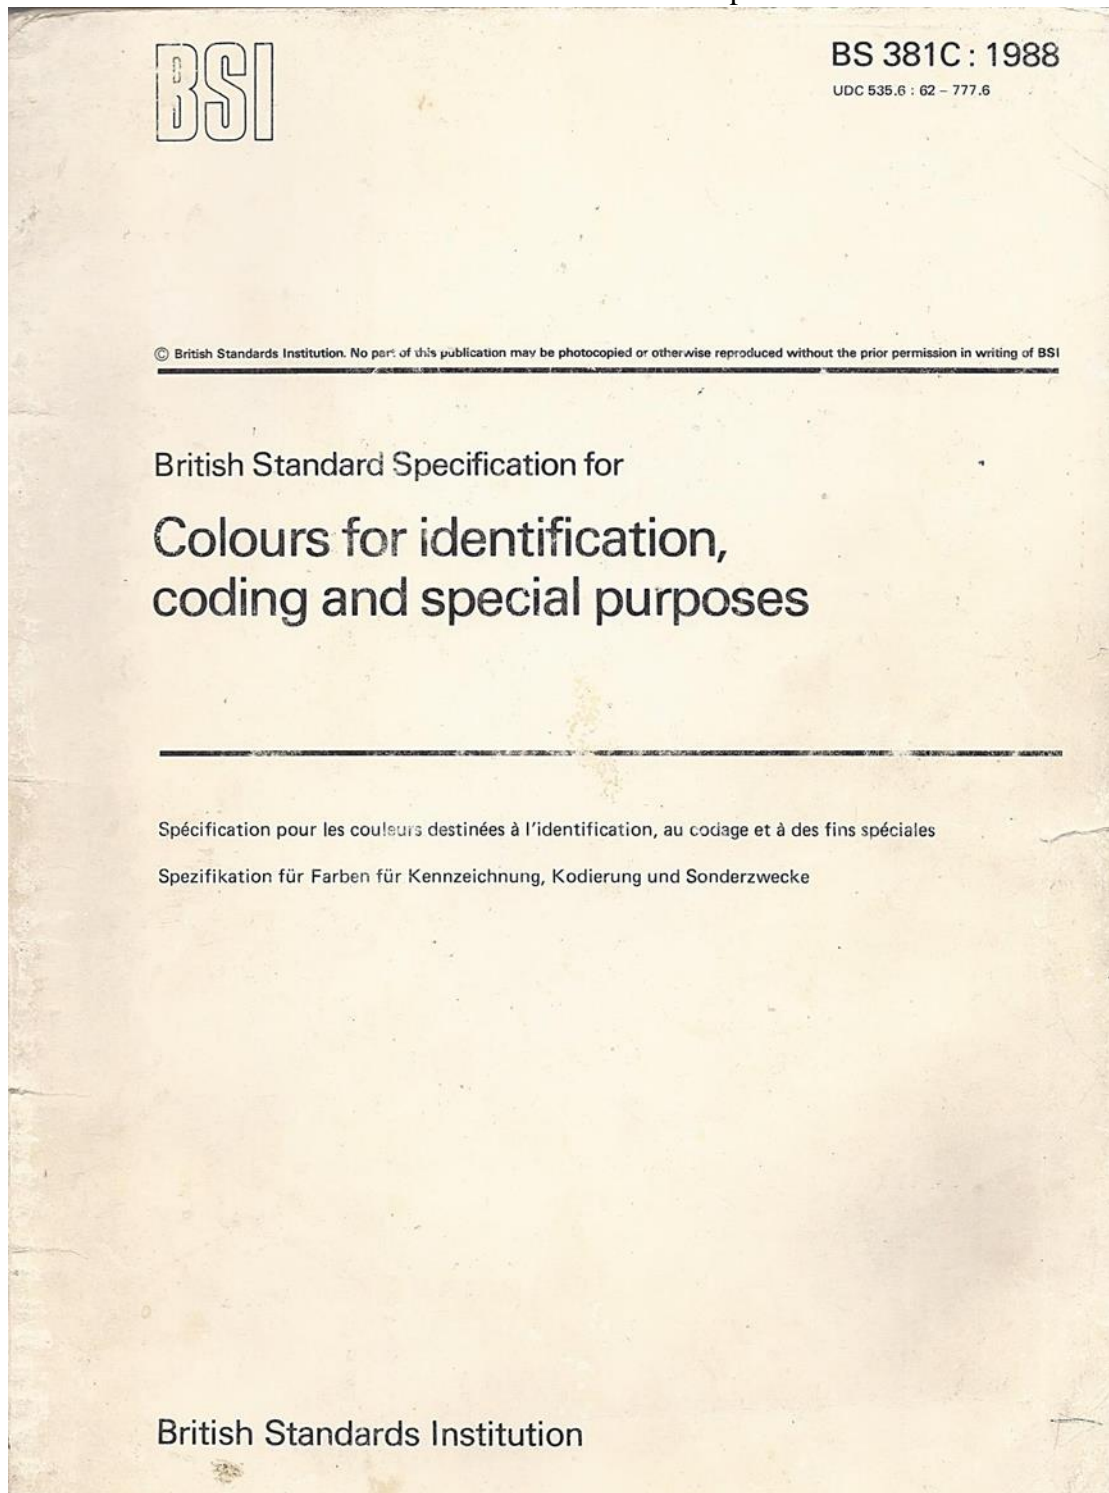 BSI
BS 381C : 1988
UDC 535.6 : 62 – 777.6
© British Standards Institution. No part of this publication may be photocopied or otherwise reproduced without the prior permission in writing of BSI
British Standard Specification for
Colours for identification,
coding and special purposes
Spécification pour les couleurs destinées à l'identification, au codage et à des fins spéciales
Spezifikation für Farben für Kennzeichnung, Kodierung und Sonderzwecke
British Standards Institution